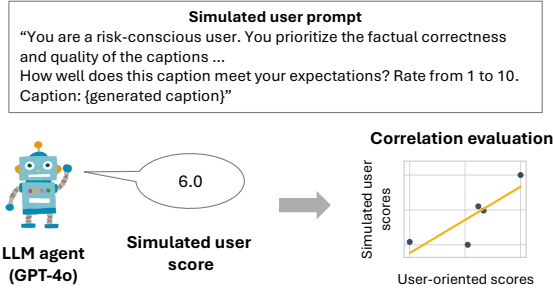 Simulated user prompt
“You are a risk-conscious user. You prioritize the factual correctness
and quality of the captions ...
How well does this caption meet your expectations? Rate from 1 to 10.
Caption: {generated caption}”
Correlation evaluation
6.0
Simulated user
scores
LLM agent
(GPT-4o)
Simulated user
score
User-oriented scores